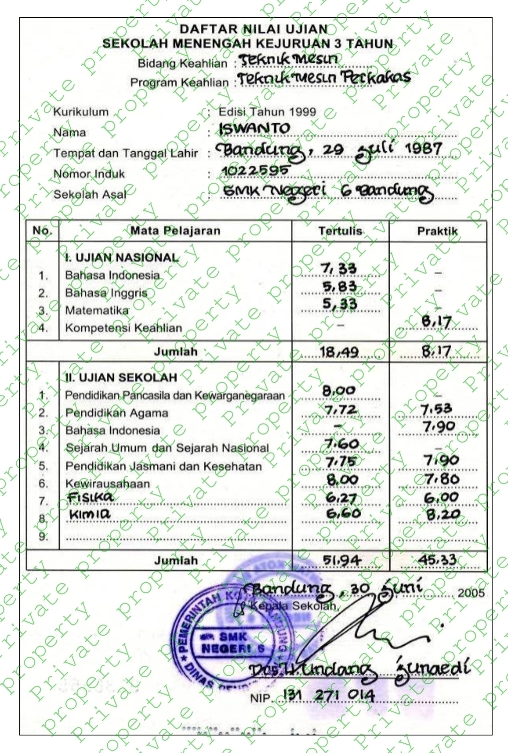 DAFTAR NILAI UJIAN
SEKOLAH MENENGAH KEJURUAN 3 TAHUN
Bidang Keahlian : Teknik Mesin
Program Keahlian : Teknik Mesin Perkakas
Kurikulum : Edisi Tahun 1999
Nama : ISWANTO
Tempat dan Tanggal Lahir : Bandung, 29 Juli 1987
Nomor Induk : 1022595
Sekolah Asal : SMK Negeri 6 Bandung
No. Mata Pelajaran Tertulis Praktik
I. UJIAN NASIONAL
1. Bahasa Indonesia 7,33 –
2. Bahasa Inggris 5,83 –
3. Matematika 5,33 –
4. Kompetensi Keahlian – 8,17
Jumlah 18,49 8,17
II. UJIAN SEKOLAH
1. Pendidikan Pancasila dan Kewarganegaraan 8,00 –
2. Pendidikan Agama 7,72 7,53
3. Bahasa Indonesia – 7,90
4. Sejarah Umum dan Sejarah Nasional 7,60 –
5. Pendidikan Jasmani dan Kesehatan 7,75 7,90
6. Kewirausahaan 8,00 7,80
7. Fisika 6,27 6,00
8. Kimia 6,60 8,20
9.
Jumlah 51,94 45,33
Bandung, 30 Juni 2005
Kepala Sekolah,
PEMERINTAH KOTA BANDUNG
SMK
NEGERI 6
DINAS PENDIDIKAN
Drs. H. Undang Junaedi
NIP. 131 271 014
Private property